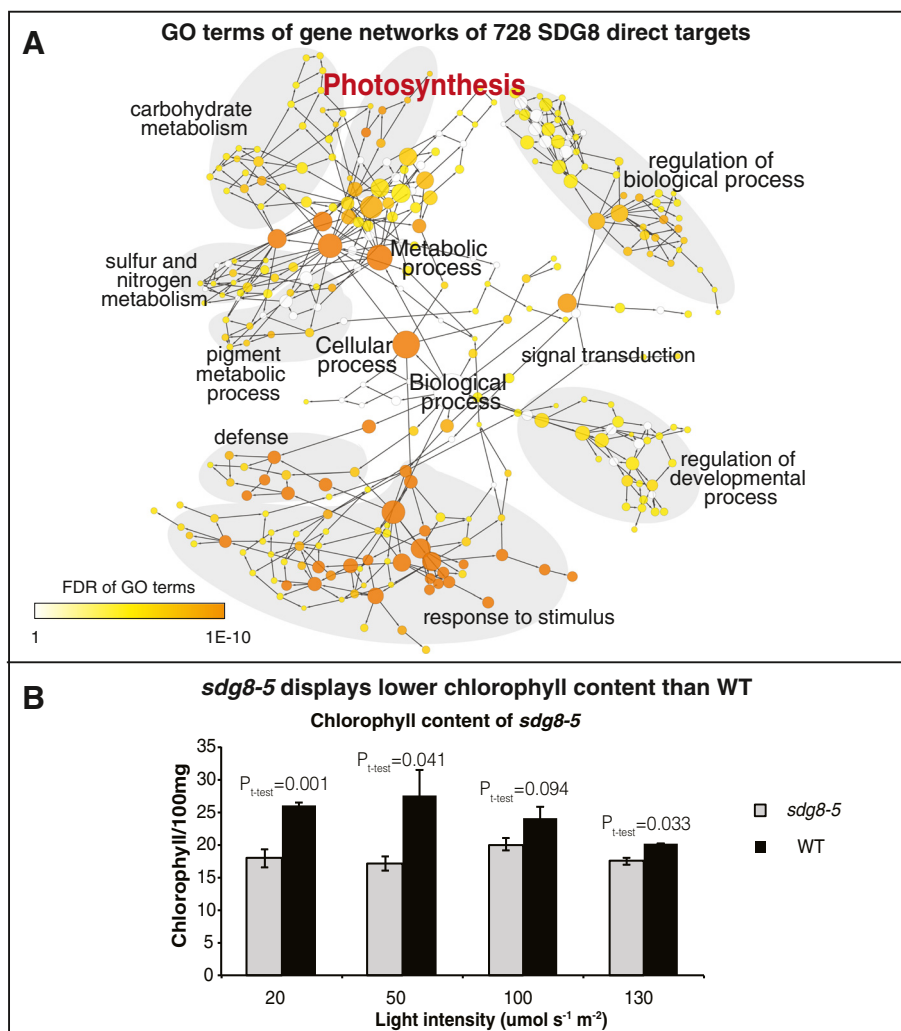 A
GO terms of gene networks of 728 SDG8 direct targets
Photosynthesis
carbohydrate
metabolism
regulation of
biological process
sulfur and
nitrogen
metabolism
Metabolic
process
pigment
metabolic
process
Cellular
process
signal transduction
Biological
process
defense
regulation of
developmental
process
FDR of GO terms
1
1E-10
response to stimulus
B
sdg8-5 displays lower chlorophyll content than WT
Chlorophyll content of sdg8-5
Chlorophyll/100mg
35
30
25
20
15
10
5
0
Pt-test=0.001
Pt-test=0.041
Pt-test=0.094
Pt-test=0.033
sdg8-5
WT
20
50
100
130
Light intensity (umol s⁻¹ m⁻²)